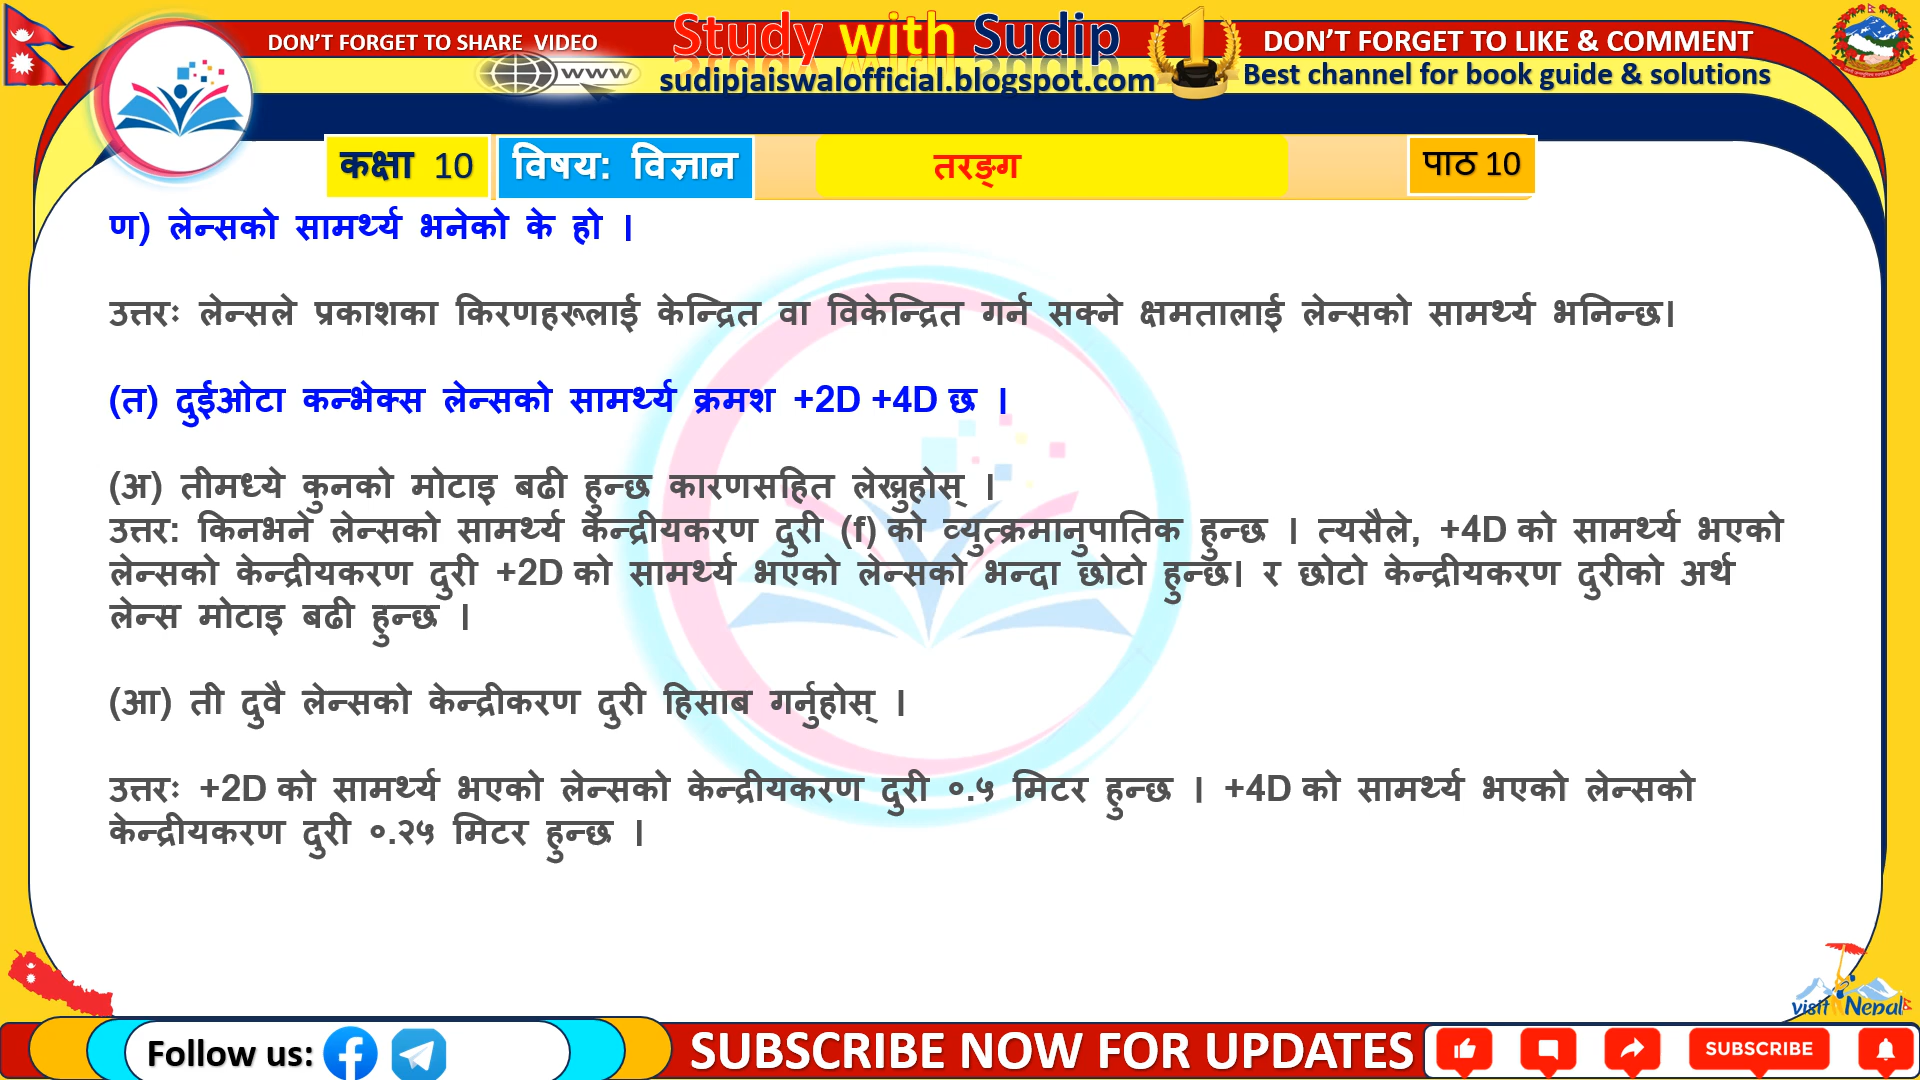 DON'T FORGET TO SHARE VIDEO
www
Study with Sudip
sudipjaiswalofficial.blogspot.com
1
DON'T FORGET TO LIKE & COMMENT
Best channel for book guide & solutions
कक्षा 10
विषय: विज्ञान
तरङ्ग
पाठ 10
ण) लेन्सको सामर्थ्य भनेको के हो ।
उत्तरः लेन्सले प्रकाशका किरणहरूलाई केन्द्रित वा विकेन्द्रित गर्न सक्ने क्षमतालाई लेन्सको सामर्थ्य भनिन्छ।
(त) दुईओटा कन्भेक्स लेन्सको सामर्थ्य क्रमश +2D +4D छ ।
(अ) तीमध्ये कुनको मोटाइ बढी हुन्छ कारणसहित लेख्नुहोस् ।
उत्तर: किनभने लेन्सको सामर्थ्य केन्द्रीयकरण दुरी (f) को व्युत्क्रमानुपातिक हुन्छ । त्यसैले, +4D को सामर्थ्य भएको
लेन्सको केन्द्रीयकरण दुरी +2D को सामर्थ्य भएको लेन्सको भन्दा छोटो हुन्छ। र छोटो केन्द्रीयकरण दुरीको अर्थ
लेन्स मोटाइ बढी हुन्छ ।
(आ) ती दुवै लेन्सको केन्द्रीकरण दुरी हिसाब गर्नुहोस् ।
उत्तरः +2D को सामर्थ्य भएको लेन्सको केन्द्रीयकरण दुरी ०.५ मिटर हुन्छ । +4D को सामर्थ्य भएको लेन्सको
केन्द्रीयकरण दुरी ०.२५ मिटर हुन्छ ।
visit Nepal
Follow us:
SUBSCRIBE NOW FOR UPDATES
SUBSCRIBE